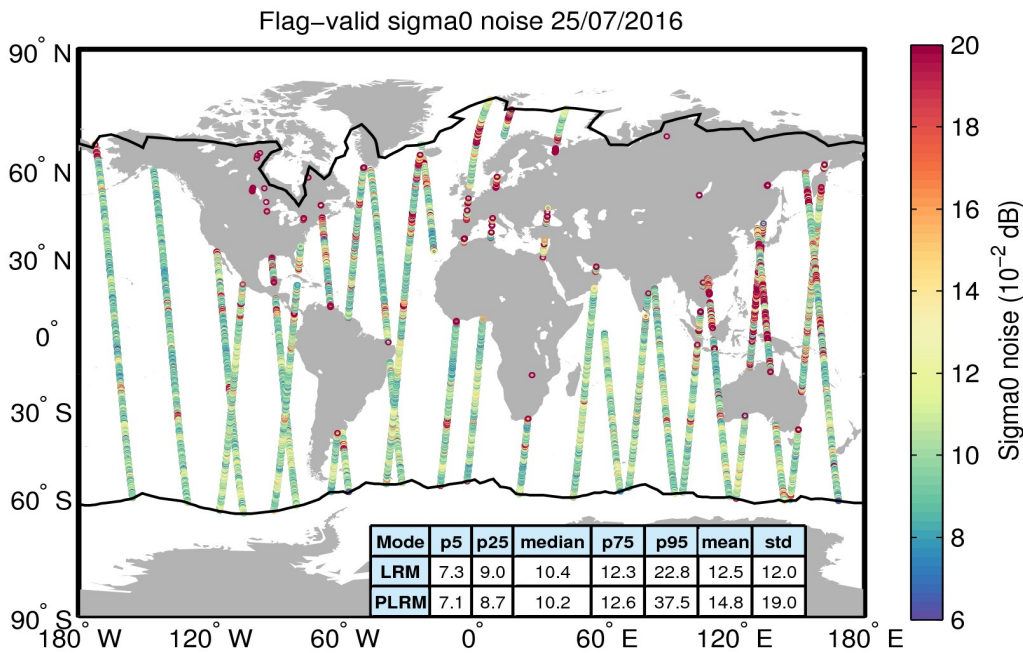 Flag−valid sigma0 noise 25/07/2016
90° N
60° N
30° N
0°
30° S
60° S
90° S
180° W
120° W
60° W
0°
60° E
120° E
180° E
Mode p5 p25 median p75 p95 mean std
LRM 7.3 9.0 10.4 12.3 22.8 12.5 12.0
PLRM 7.1 8.7 10.2 12.6 37.5 14.8 19.0
20
18
16
14
12
10
8
6
Sigma0 noise (10⁻² dB)